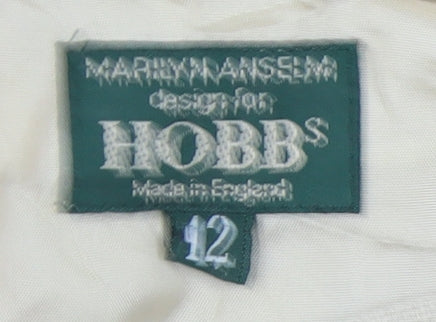 MARILYN ANSELM
design for
HOBBS
Made in England
12